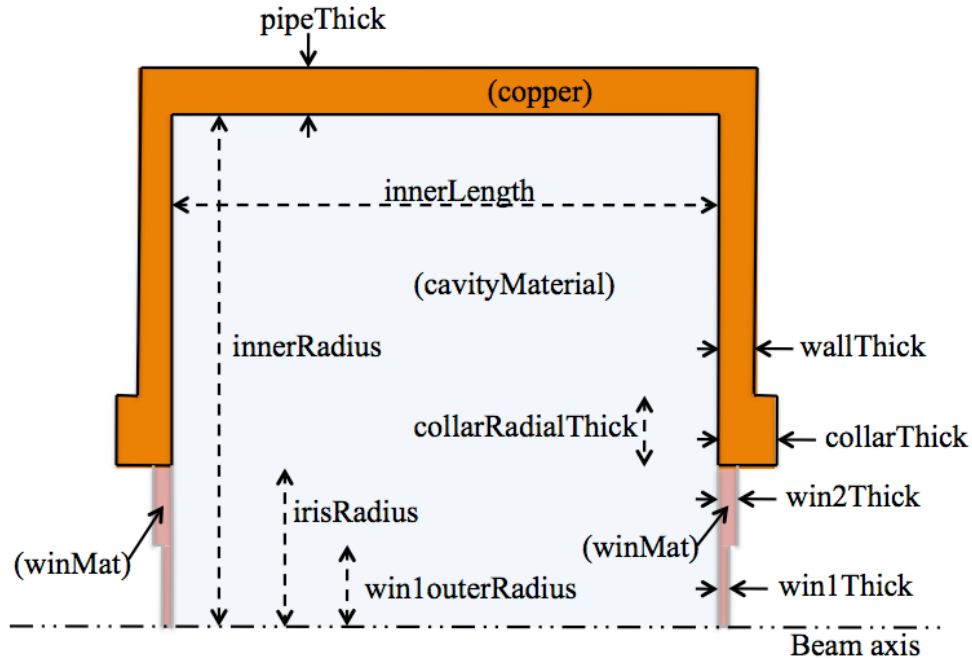 pipeThick
(copper)
innerLength
(cavityMaterial)
innerRadius
wallThick
collarRadialThick
collarThick
irisRadius
win2Thick
(winMat)
(winMat)
win1outerRadius
win1Thick
Beam axis